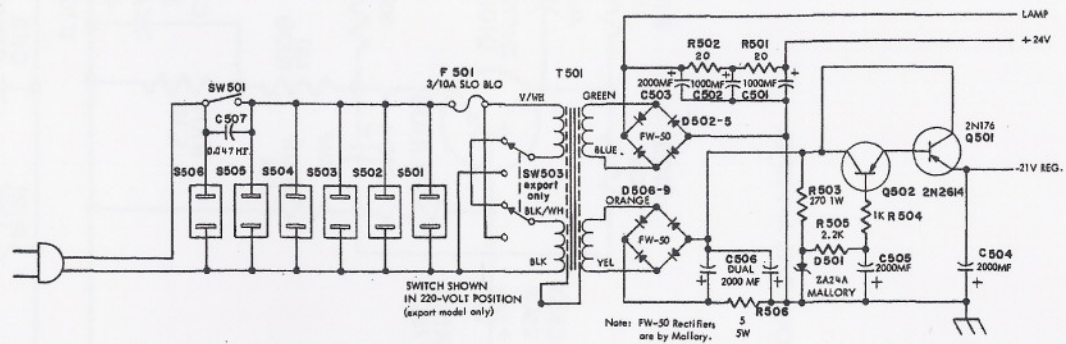 LAMP
+24V
R502
20
R501
20
F 501
3/10A SLO BLO
T 501
SW501
V/WH
GREEN
2000MF
C503
1000MF
C502
1000MF
C501
C507
0.047 HT.
FW-50
D502-5
2N176
Q501
BLUE
S506
S505
S504
S503
S502
S501
SW503
export
only
D506-9
ORANGE
R503
270 1W
Q502
2N2614
-21V REG.
BLK/WH
FW-50
R505
2.2K
1K R504
BLK
YEL
C506
DUAL
2000 MF
D501
C505
2000MF
C504
2000MF
ZA24A
MALLORY
SWITCH SHOWN
IN 220-VOLT POSITION
(export model only)
R506
5
5W
Note: FW-50 Rectifiers
are by Mallory.